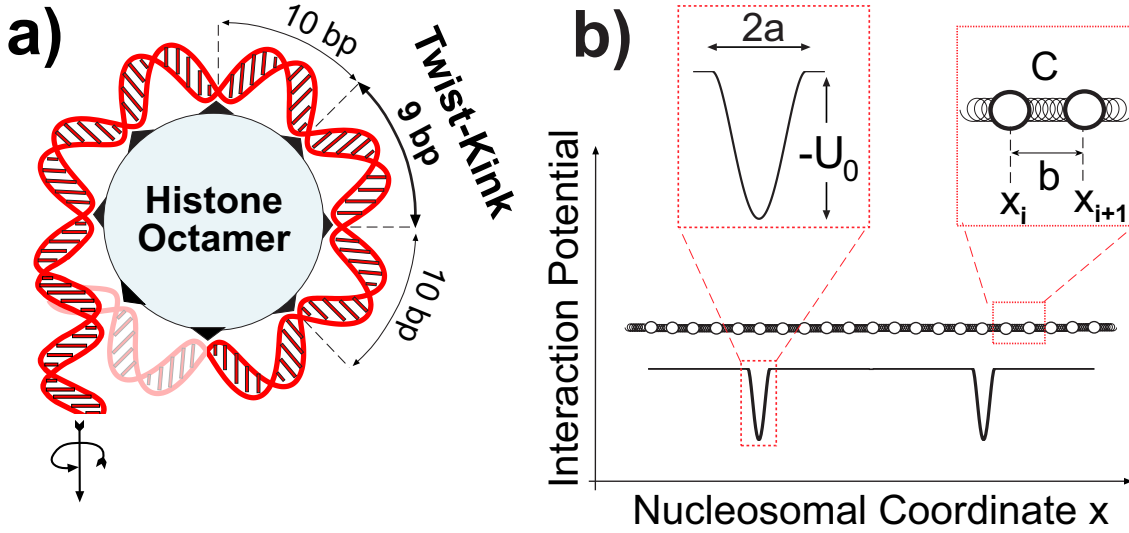 a)
10 bp
Twist-Kink
9 bp
10 bp
Histone
Octamer
b)
2a
-U0
C
b
xi
xi+1
Interaction Potential
Nucleosomal Coordinate x